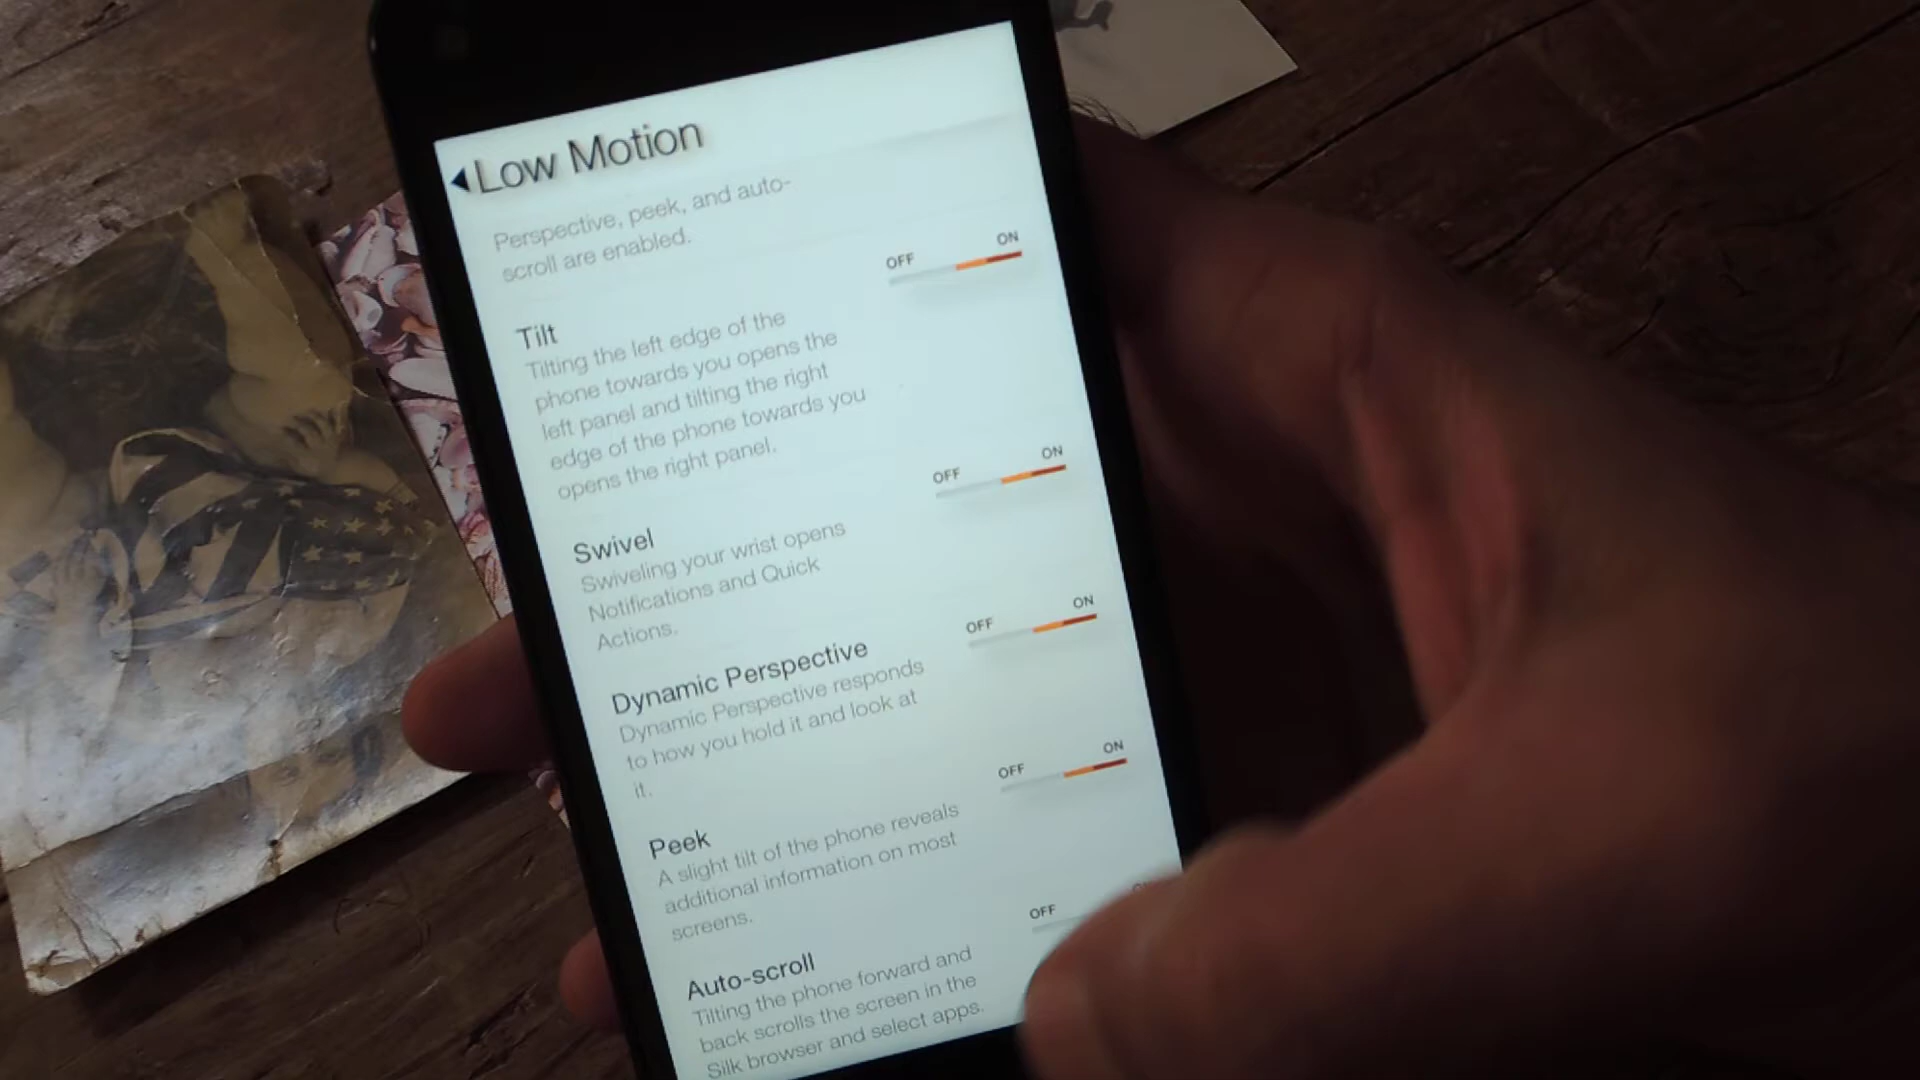 Low Motion
Perspective, peek, and auto-
scroll are enabled.
OFF ON
Tilt
Tilting the left edge of the
phone towards you opens the
left panel and tilting the right
edge of the phone towards you
opens the right panel.
OFF ON
Swivel
Swiveling your wrist opens
Notifications and Quick
Actions.
OFF ON
Dynamic Perspective
Dynamic Perspective responds
to how you hold it and look at
it.
OFF ON
Peek
A slight tilt of the phone reveals
additional information on most
screens.
OFF
Auto-scroll
Tilting the phone forward and
back scrolls the screen in the
Silk browser and select apps.